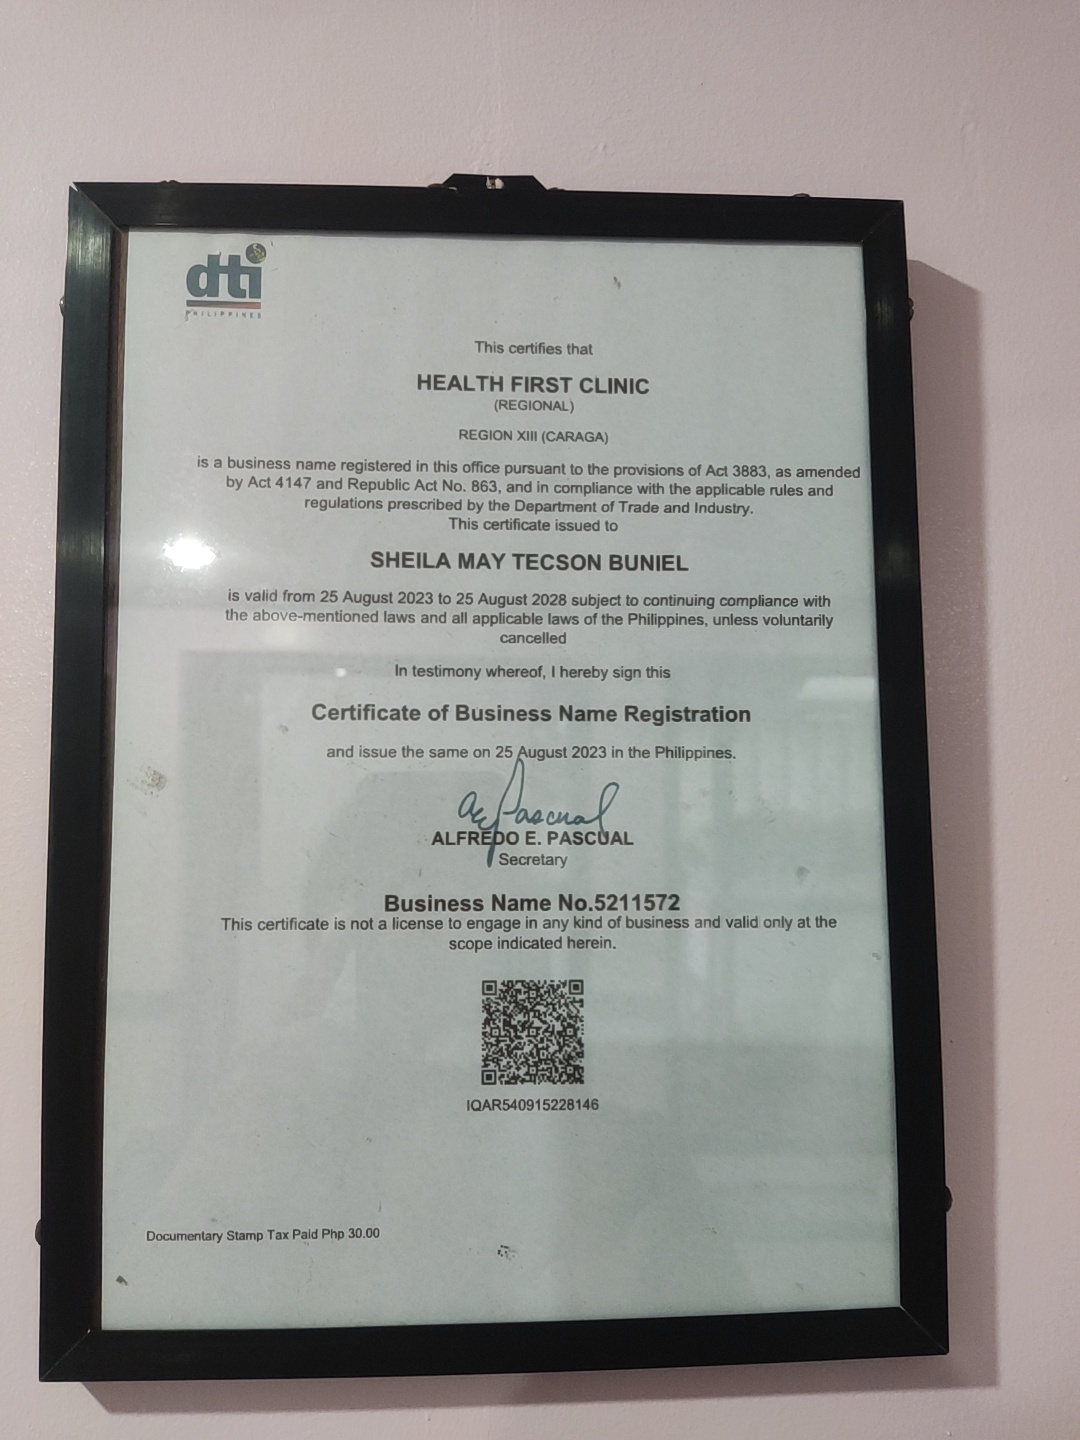 dti
PHILIPPINES
This certifies that
HEALTH FIRST CLINIC
(REGIONAL)
REGION XIII (CARAGA)
is a business name registered in this office pursuant to the provisions of Act 3883, as amended
by Act 4147 and Republic Act No. 863, and in compliance with the applicable rules and
regulations prescribed by the Department of Trade and Industry.
This certificate issued to
SHEILA MAY TECSON BUNIEL
is valid from 25 August 2023 to 25 August 2028 subject to continuing compliance with
the above-mentioned laws and all applicable laws of the Philippines, unless voluntarily
cancelled
In testimony whereof, I hereby sign this
Certificate of Business Name Registration
and issue the same on 25 August 2023 in the Philippines.
aePascual
ALFREDO E. PASCUAL
Secretary
Business Name No.5211572
This certificate is not a license to engage in any kind of business and valid only at the
scope indicated herein.
IQAR540915228146
Documentary Stamp Tax Paid Php 30.00